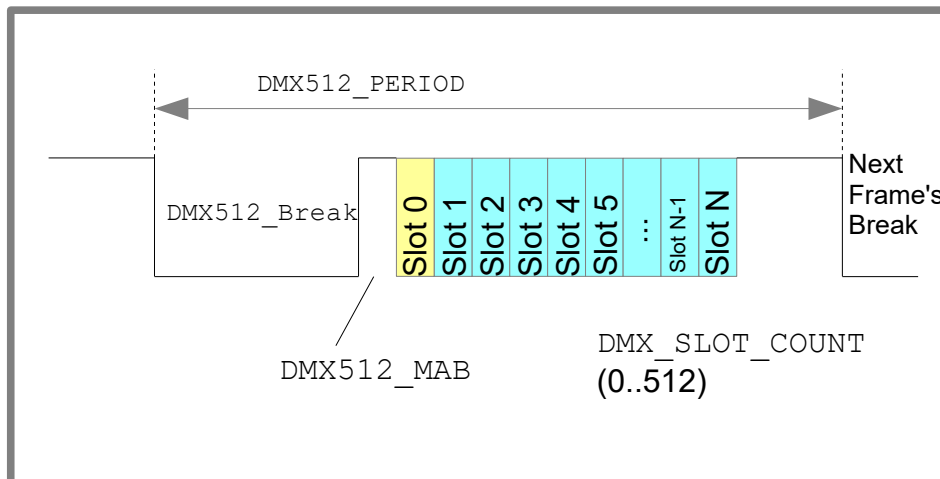 DMX512_PERIOD
DMX512_Break
Slot 0
Slot 1
Slot 2
Slot 3
Slot 4
Slot 5
...
Slot N-1
Slot N
Next
Frame's
Break
DMX512_MAB
DMX_SLOT_COUNT
(0..512)